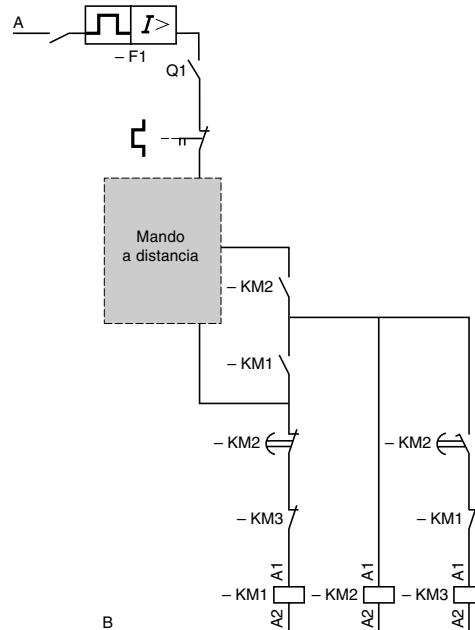 A
I >
– F1
Q1
Mando
a distancia
– KM2
– KM1
– KM2
– KM2
– KM3
– KM1
A1
A1
A1
– KM1
– KM2
– KM3
A2
A2
A2
B